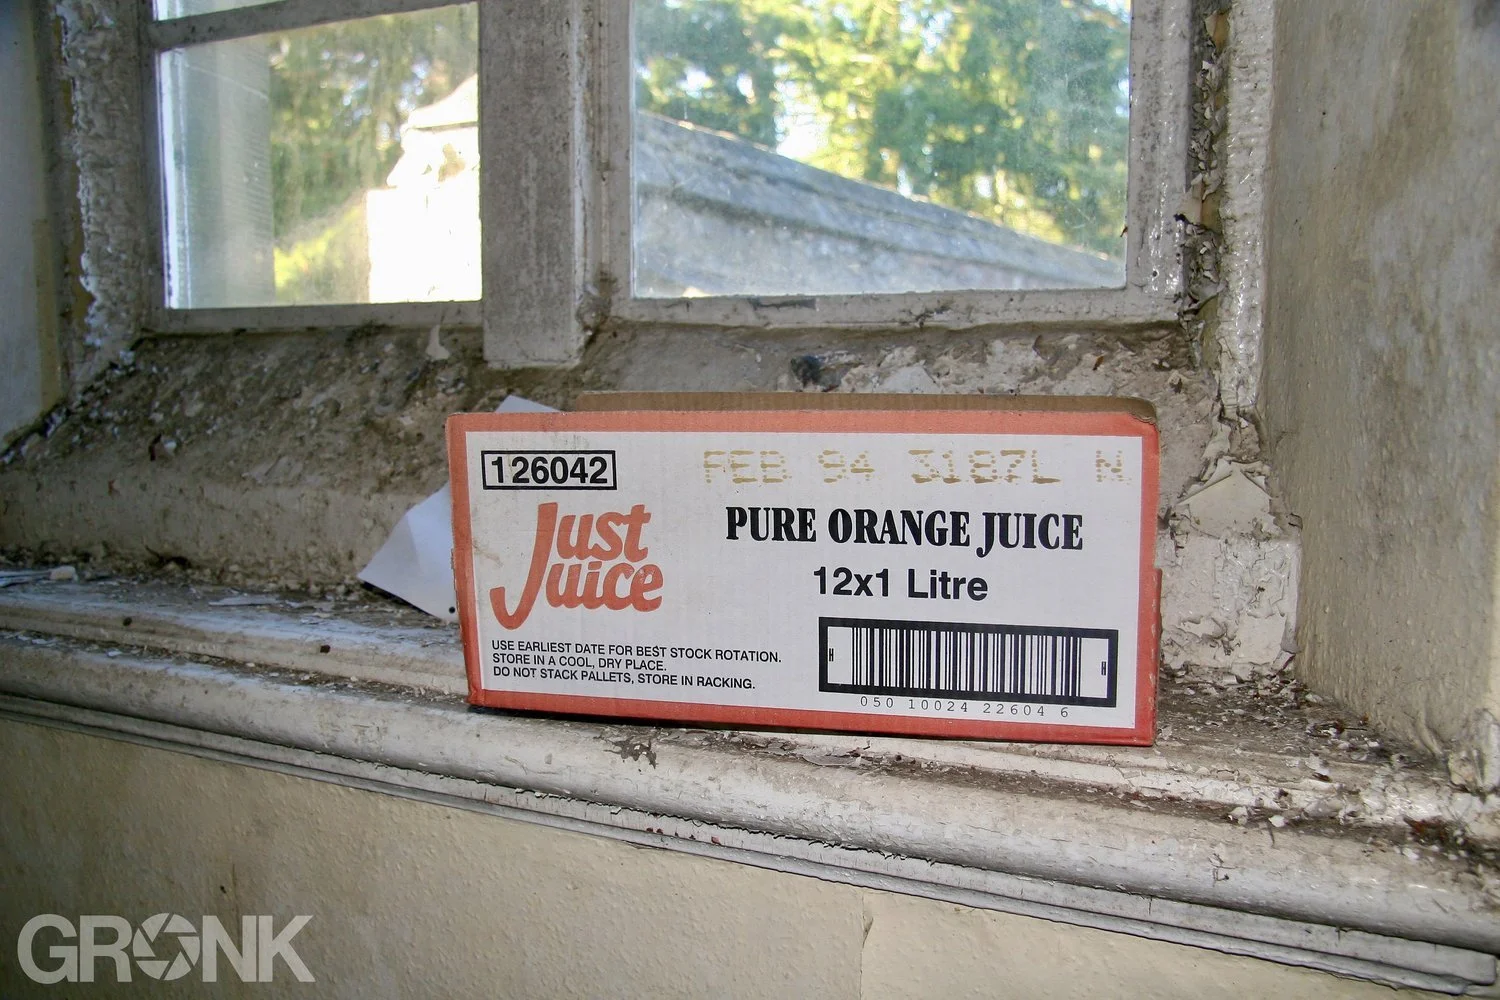 126042
FEB 94 3187L N
Just
Juice
PURE ORANGE JUICE
12x1 Litre
USE EARLIEST DATE FOR BEST STOCK ROTATION.
STORE IN A COOL, DRY PLACE.
DO NOT STACK PALLETS, STORE IN RACKING.
H H
050 10024 22604 6
GRONK